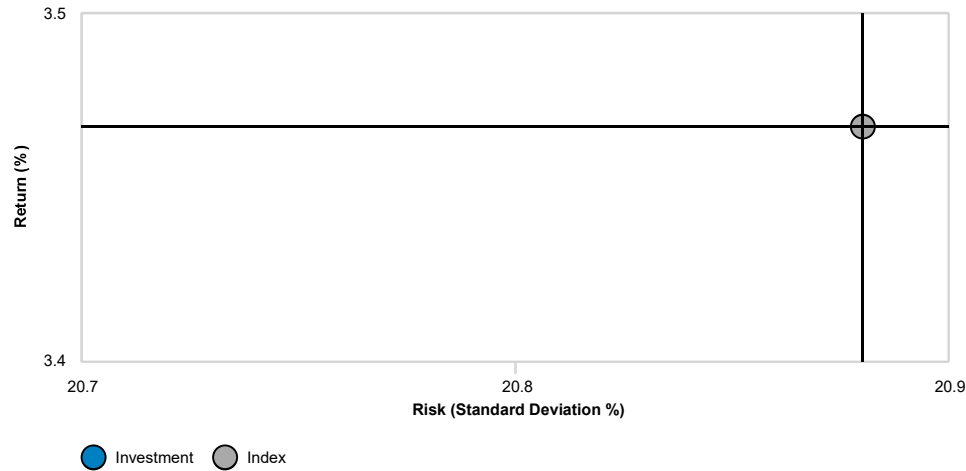 3.5
Return (%)
3.4
20.7 20.8 20.9
Risk (Standard Deviation %)
Investment Index